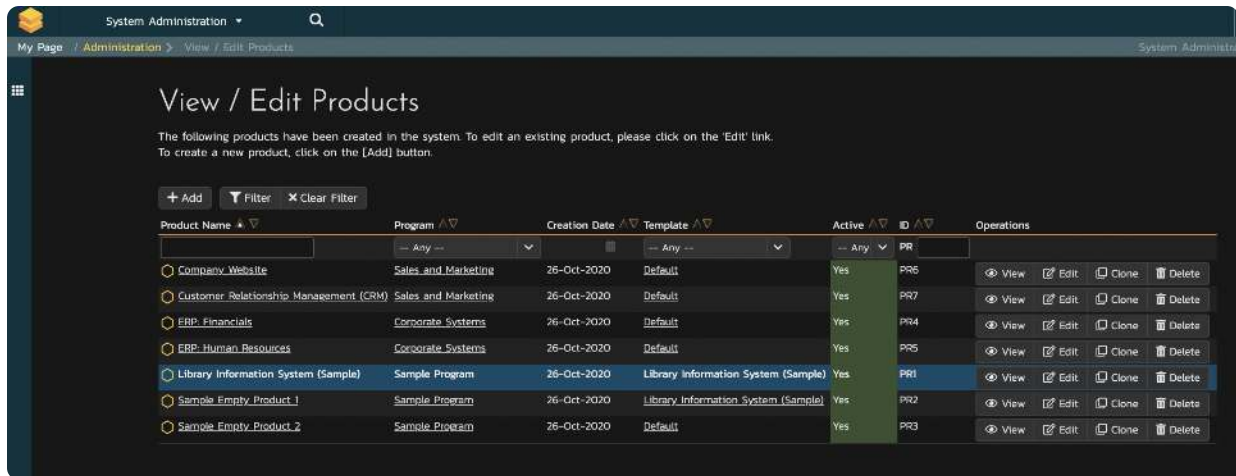 System Administration
My Page / Administration > View / Edit Products System Administr
View / Edit Products
The following products have been created in the system. To edit an existing product, please click on the 'Edit' link.
To create a new product, click on the [Add] button.
+ Add Filter × Clear Filter
Product Name Program Creation Date Template Active ID Operations
-- Any -- -- Any -- -- Any PR
Company Website Sales and Marketing 26-Oct-2020 Default Yes PR6 View Edit Clone Delete
Customer Relationship Management (CRM) Sales and Marketing 26-Oct-2020 Default Yes PR7 View Edit Clone Delete
ERP: Financials Corporate Systems 26-Oct-2020 Default Yes PR4 View Edit Clone Delete
ERP: Human Resources Corporate Systems 26-Oct-2020 Default Yes PR5 View Edit Clone Delete
Library Information System (Sample) Sample Program 26-Oct-2020 Library Information System (Sample) Yes PR1 View Edit Clone Delete
Sample Empty Product 1 Sample Program 26-Oct-2020 Library Information System (Sample) Yes PR2 View Edit Clone Delete
Sample Empty Product 2 Sample Program 26-Oct-2020 Default Yes PR3 View Edit Clone Delete